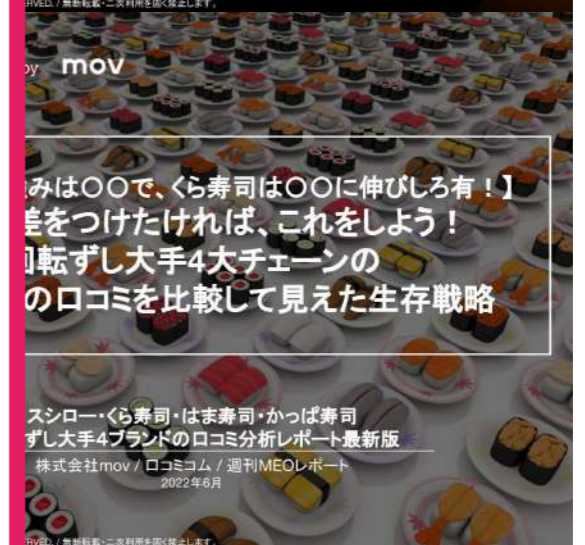 RVED. / 無断転載・二次利用を固く禁止します。
by mov
みは〇〇で、くら寿司は〇〇に伸びしろ有！】
差をつけたければ、これをしよう！
回転ずし大手4大チェーンの
の口コミを比較して見えた生存戦略
スシロー・くら寿司・はま寿司・かっぱ寿司
ずし大手4ブランドの口コミ分析レポート最新版
株式会社mov / 口コミコム / 週刊MEOレポート
2022年6月
RVED. / 無断転載・二次利用を固く禁止します。